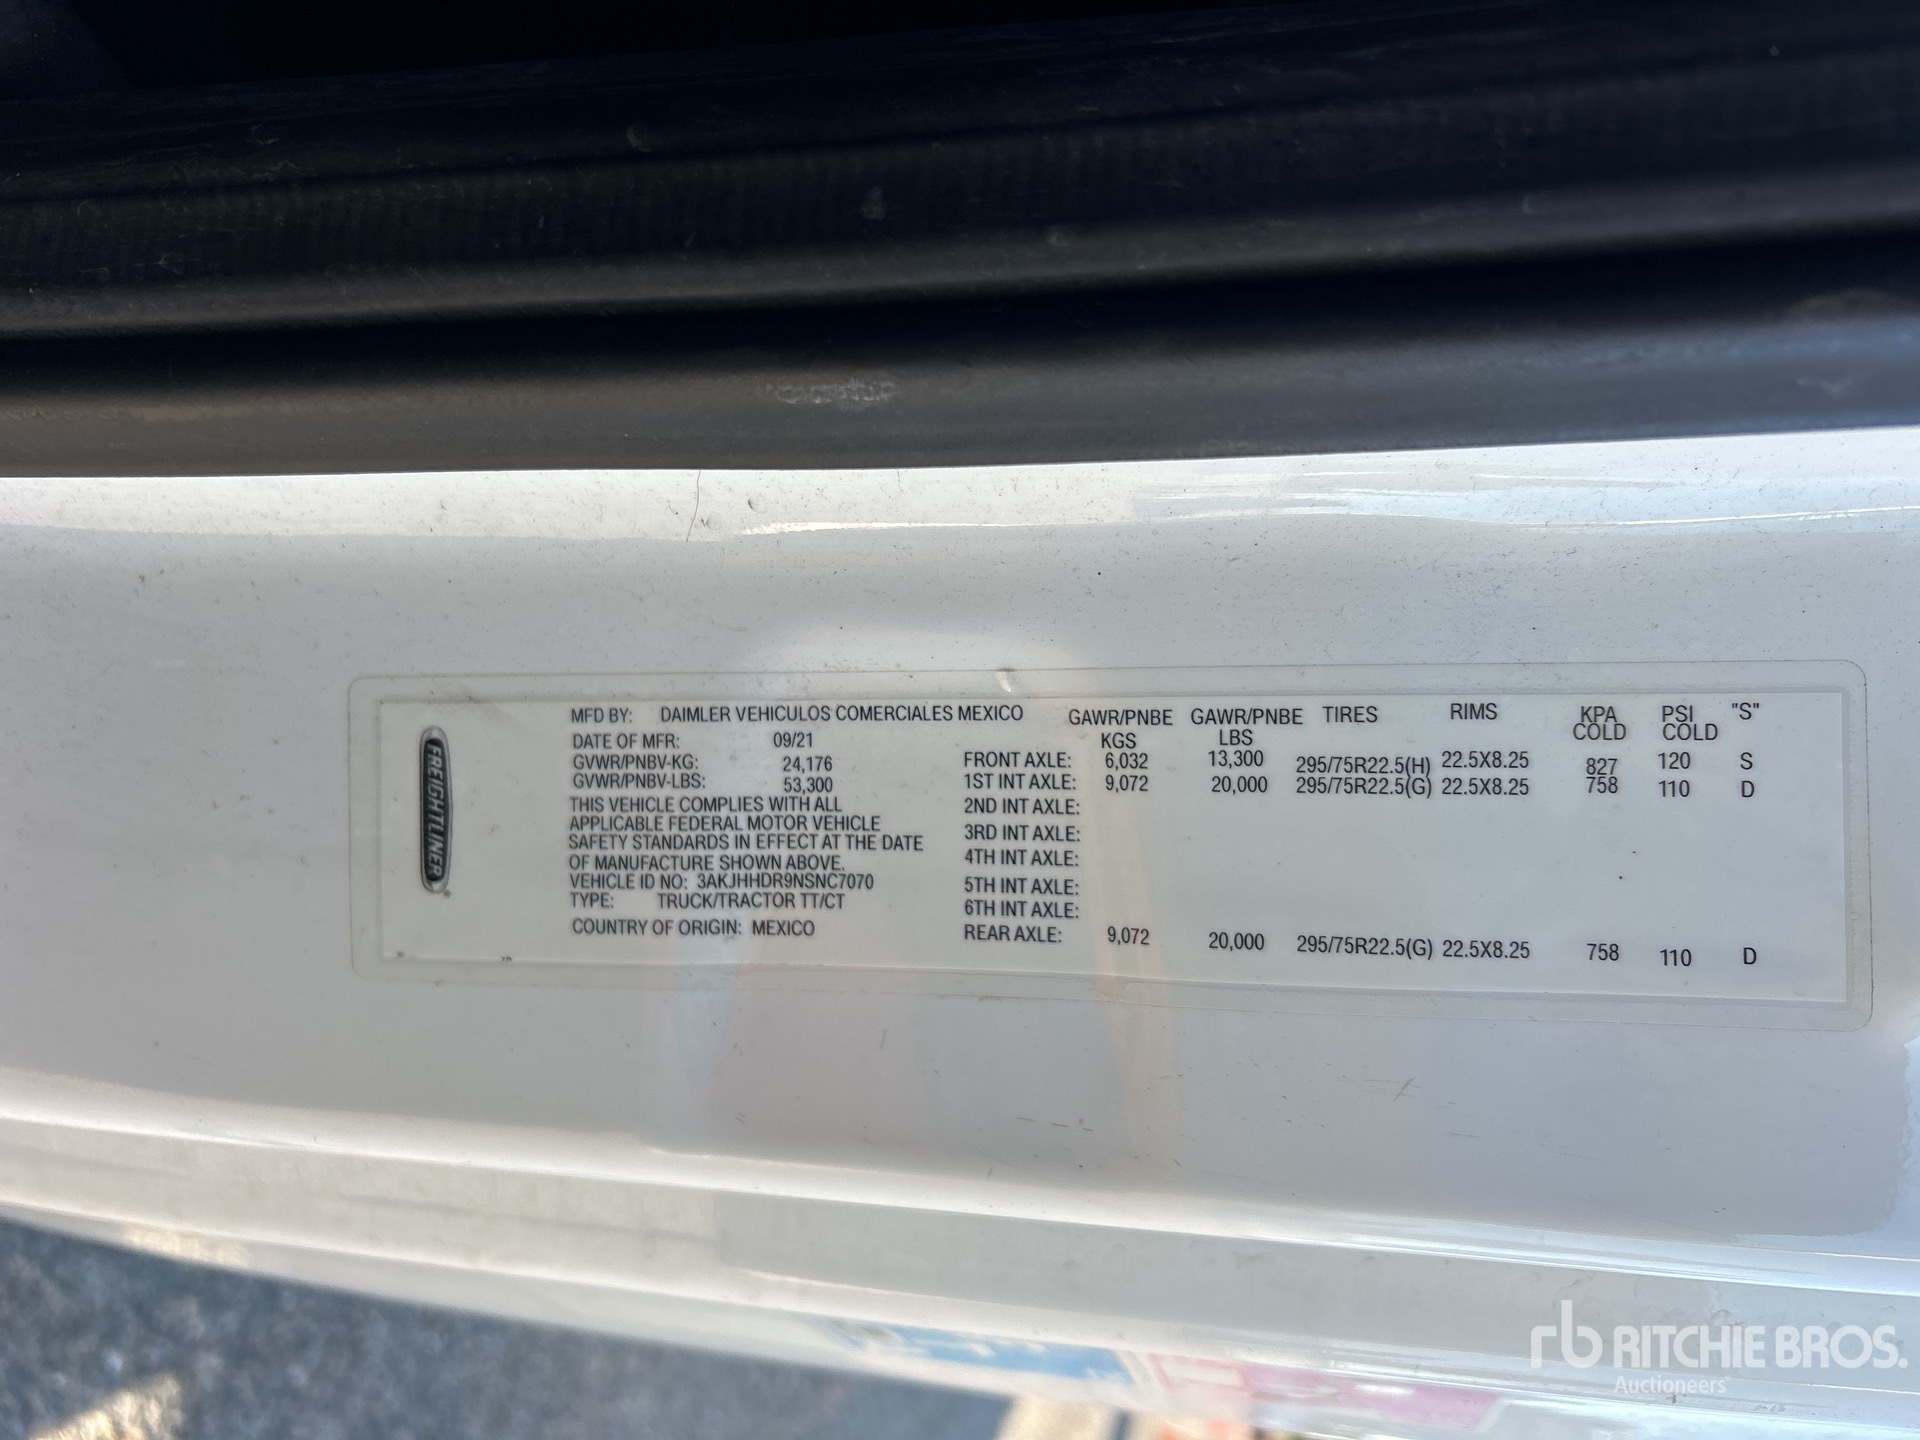 FREIGHTLINER
MFD BY: DAIMLER VEHICULOS COMERCIALES MEXICO
DATE OF MFR: 09/21
GVWR/PNBV-KG: 24,176
GVWR/PNBV-LBS: 53,300
THIS VEHICLE COMPLIES WITH ALL
APPLICABLE FEDERAL MOTOR VEHICLE
SAFETY STANDARDS IN EFFECT AT THE DATE
OF MANUFACTURE SHOWN ABOVE.
VEHICLE ID NO: 3AKJHHDR9NSNC7070
TYPE: TRUCK/TRACTOR TT/CT
COUNTRY OF ORIGIN: MEXICO
GAWR/PNBE GAWR/PNBE TIRES RIMS KPA PSI "S"
KGS LBS COLD COLD
FRONT AXLE: 6,032 13,300 295/75R22.5(H) 22.5X8.25 827 120 S
1ST INT AXLE: 9,072 20,000 295/75R22.5(G) 22.5X8.25 758 110 D
2ND INT AXLE:
3RD INT AXLE:
4TH INT AXLE:
5TH INT AXLE:
6TH INT AXLE:
REAR AXLE: 9,072 20,000 295/75R22.5(G) 22.5X8.25 758 110 D
rb RITCHIE BROS.
Auctioneers